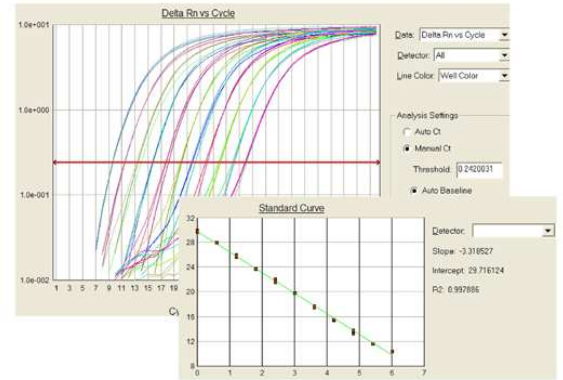 Delta Rn vs Cycle
1.0e+001
1.0e+000
1.0e-001
1.0e-002
1 3 5 7 9 11 13 15 17 19
Cy
Data: Delta Rn vs Cycle
Detector: All
Line Color: Well Color
Analysis Settings
Auto Ct
Manual Ct
Threshold: 0.2420031
Auto Baseline
Standard Curve
32
28
24
20
16
12
8
0 1 2 3 4 5 6 7
Detector:
Slope: -3.318527
Intercept: 29.716124
R2: 0.997886